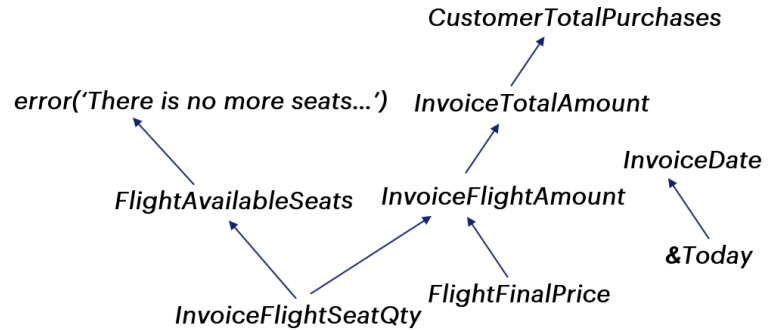 CustomerTotalPurchases
error(‘There is no more seats...’)
InvoiceTotalAmount
InvoiceDate
FlightAvailableSeats
InvoiceFlightAmount
&Today
FlightFinalPrice
InvoiceFlightSeatQty